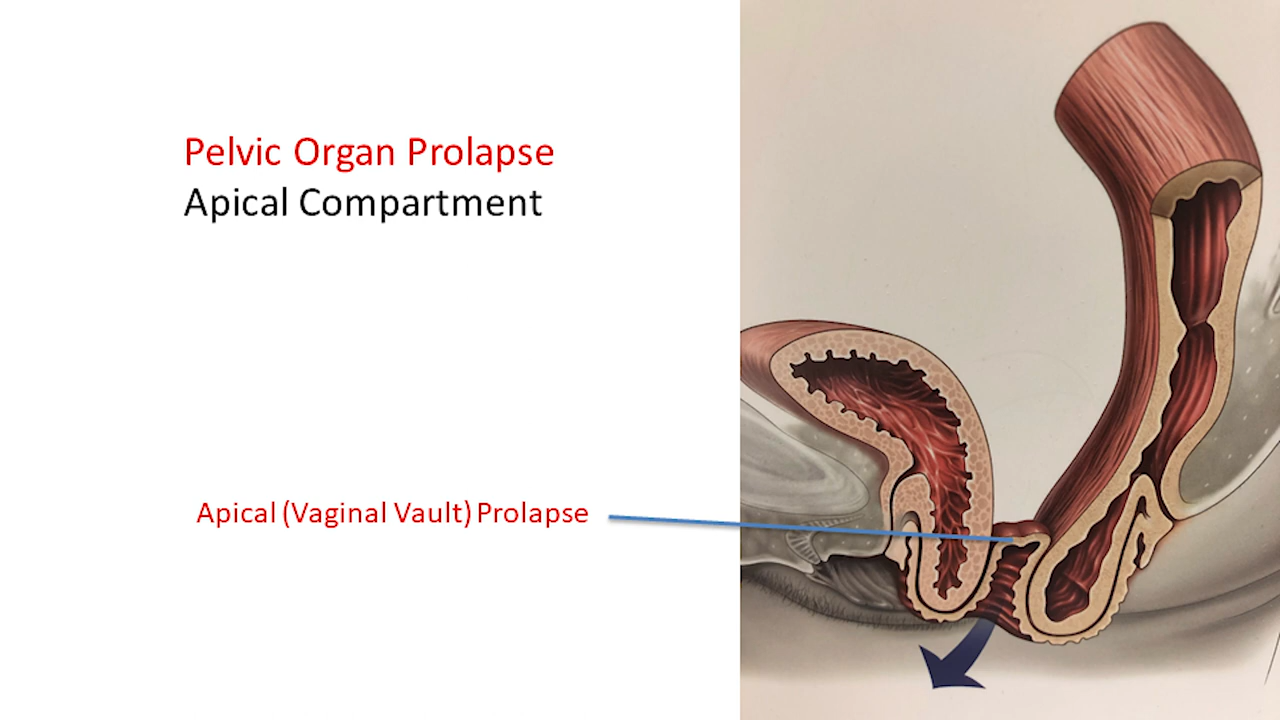 Pelvic Organ Prolapse
Apical Compartment
Apical (Vaginal Vault) Prolapse